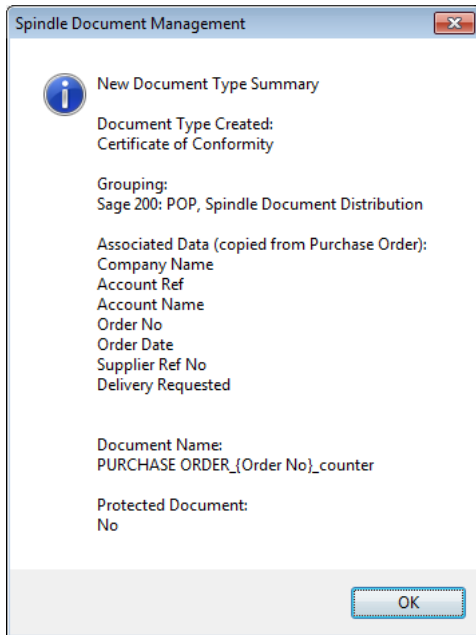 Spindle Document Management
New Document Type Summary
Document Type Created:
Certificate of Conformity
Grouping:
Sage 200: POP, Spindle Document Distribution
Associated Data (copied from Purchase Order):
Company Name
Account Ref
Account Name
Order No
Order Date
Supplier Ref No
Delivery Requested
Document Name:
PURCHASE ORDER_{Order No}_counter
Protected Document:
No
OK